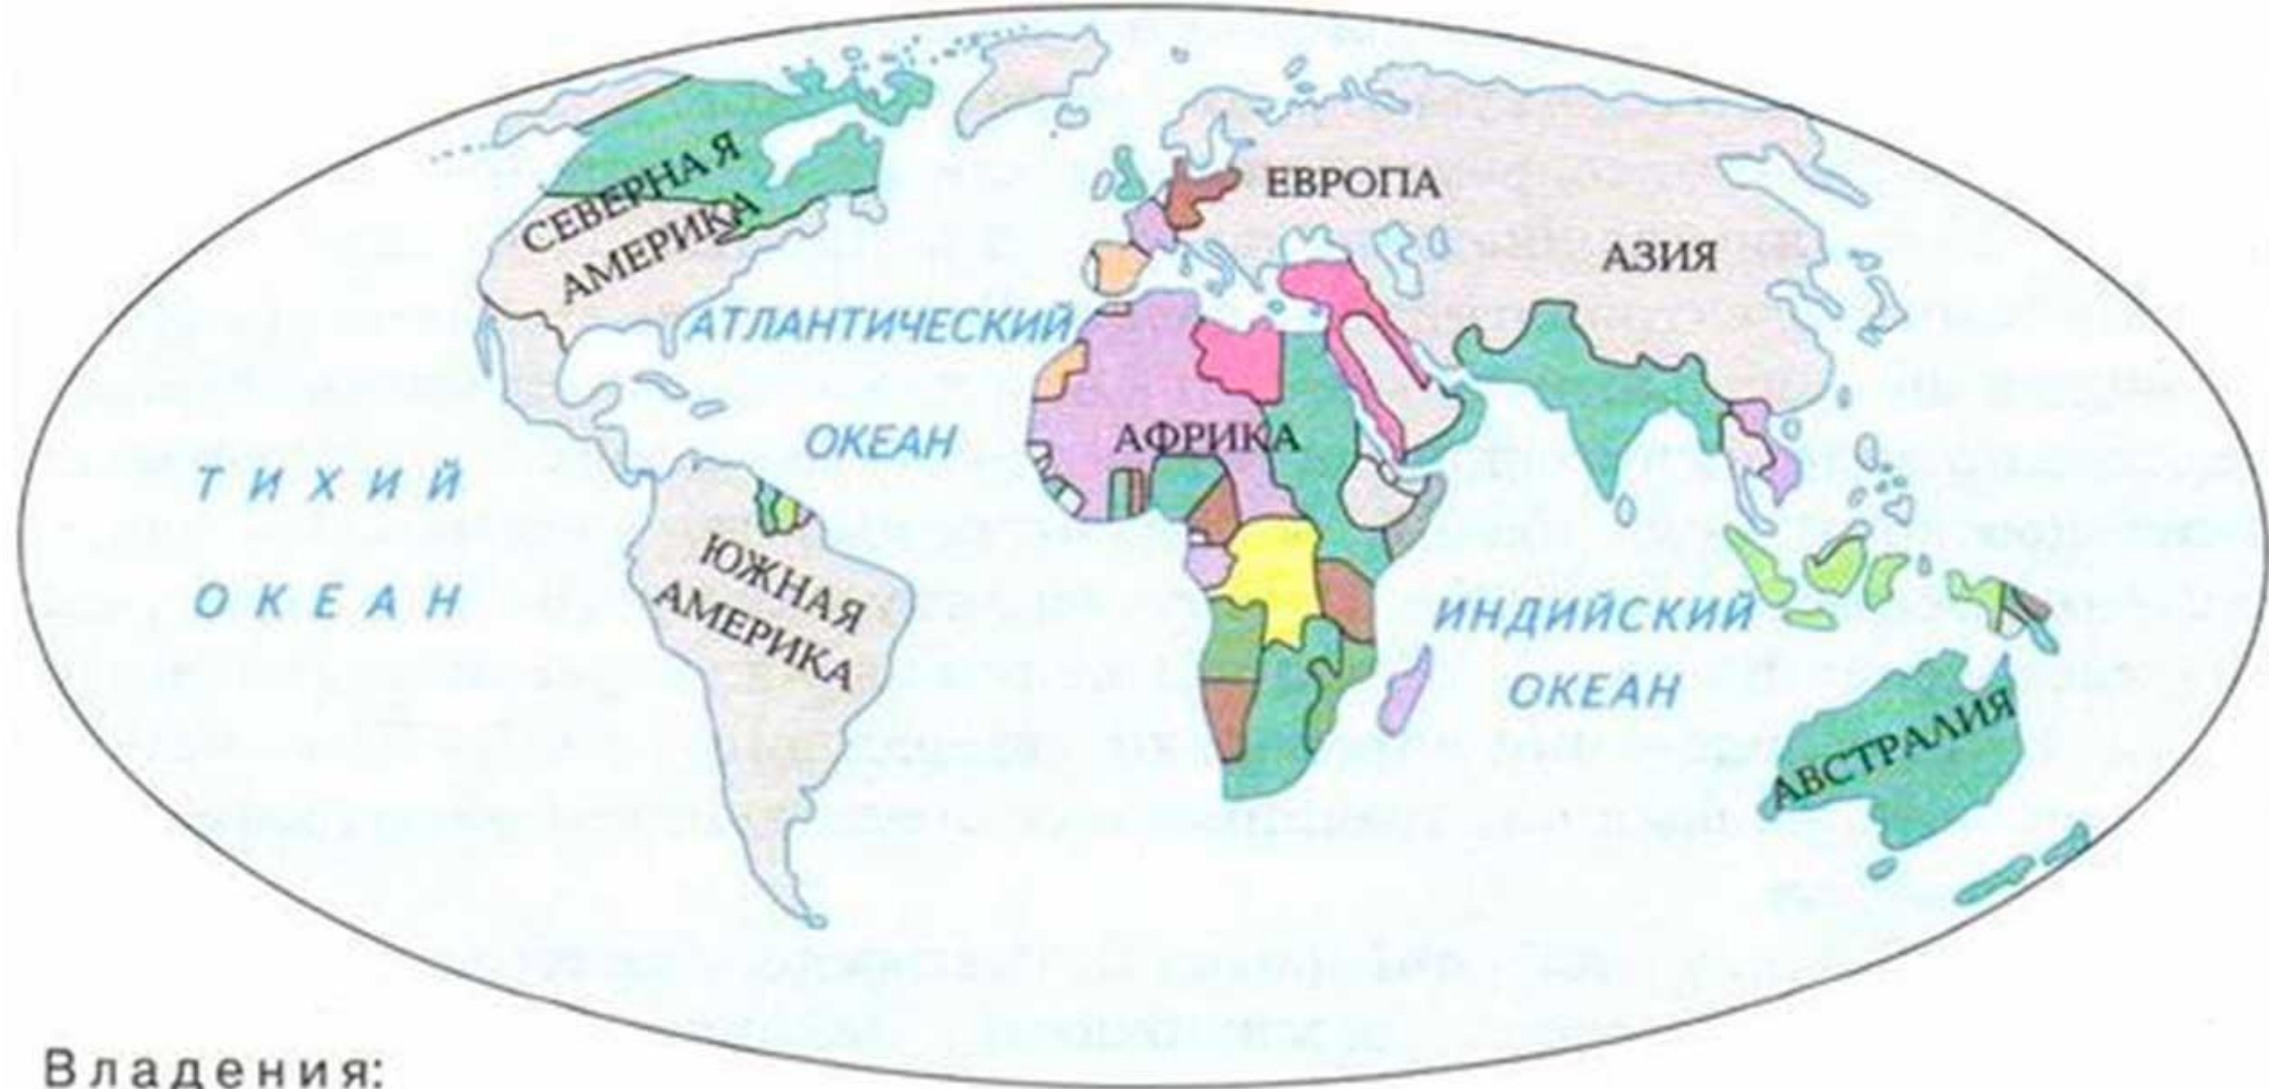 СЕВЕРНАЯ
АМЕРИКА
ЕВРОПА
АЗИЯ
АТЛАНТИЧЕСКИЙ
ОКЕАН
АФРИКА
ТИХИЙ
ОКЕАН
ЮЖНАЯ
АМЕРИКА
ИНДИЙСКИЙ
ОКЕАН
АВСТРАЛИЯ
Владения: